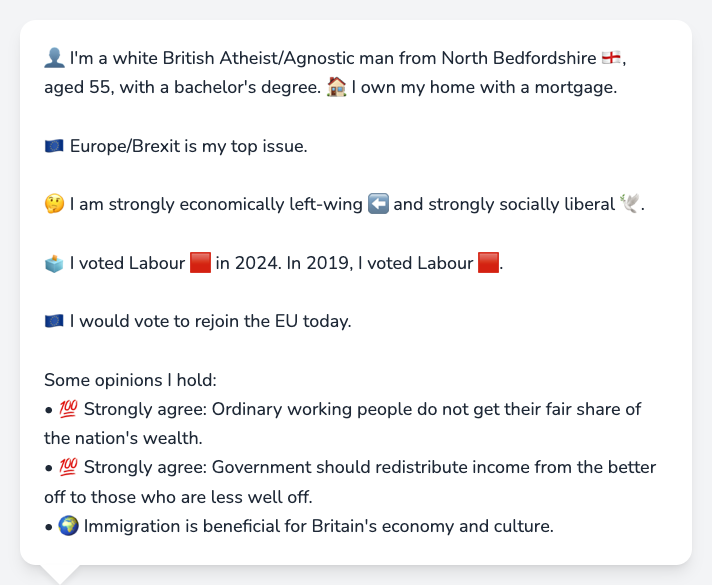 👤 I'm a white British Atheist/Agnostic man from North Bedfordshire 🏴󠁧󠁢󠁥󠁮󠁧󠁿,
aged 55, with a bachelor's degree. 🏠 I own my home with a mortgage.
🇪🇺 Europe/Brexit is my top issue.
🤔 I am strongly economically left-wing ⬅️ and strongly socially liberal 🕊️.
🗳️ I voted Labour 🟥 in 2024. In 2019, I voted Labour 🟥.
🇪🇺 I would vote to rejoin the EU today.
Some opinions I hold:
• 💯 Strongly agree: Ordinary working people do not get their fair share of
the nation's wealth.
• 💯 Strongly agree: Government should redistribute income from the better
off to those who are less well off.
• 🌍 Immigration is beneficial for Britain's economy and culture.